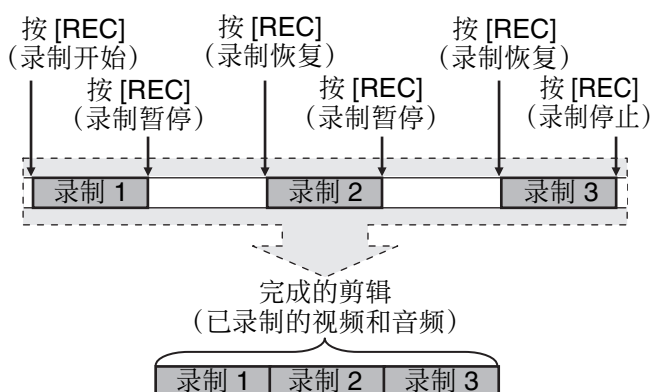 按 [REC]
（录制开始）
按 [REC]
（录制恢复）
按 [REC]
（录制恢复）
按 [REC]
（录制暂停）
按 [REC]
（录制暂停）
按 [REC]
（录制停止）
录制 1
录制 2
录制 3
完成的剪辑
（已录制的视频和音频）
录制 1
录制 2
录制 3